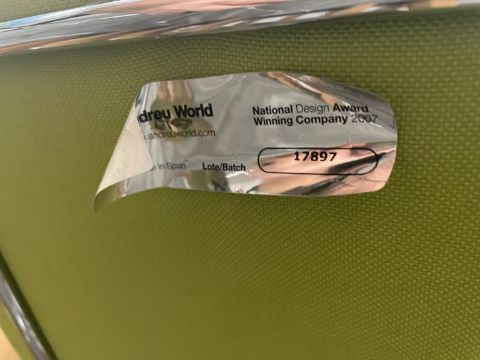 ndreu World
andreuworld.com
National Design Award
Winning Company 2007
in Spain
Lote/Batch
17897